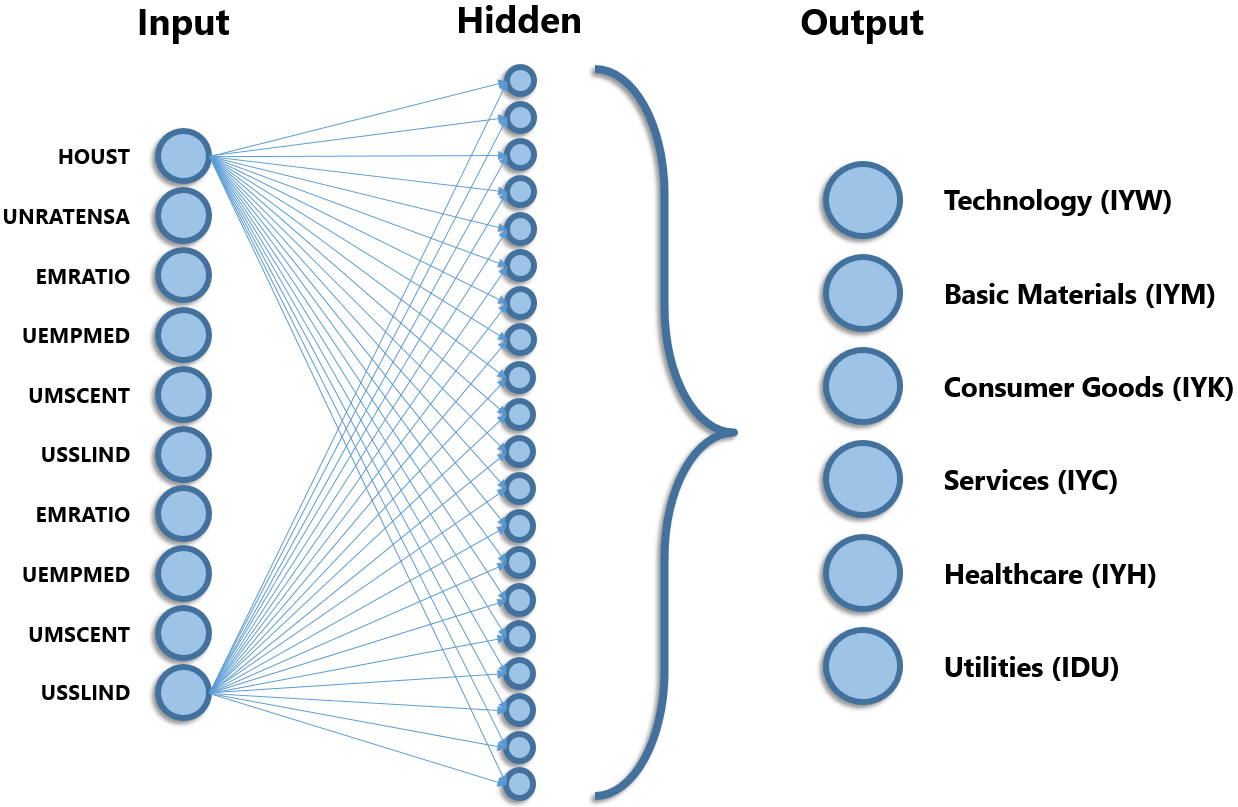 Input
Hidden
Output
HOUST
UNRATENSA
EMRATIO
UEMPMED
UMSCENT
USSLIND
EMRATIO
UEMPMED
UMSCENT
USSLIND
Technology (IYW)
Basic Materials (IYM)
Consumer Goods (IYK)
Services (IYC)
Healthcare (IYH)
Utilities (IDU)